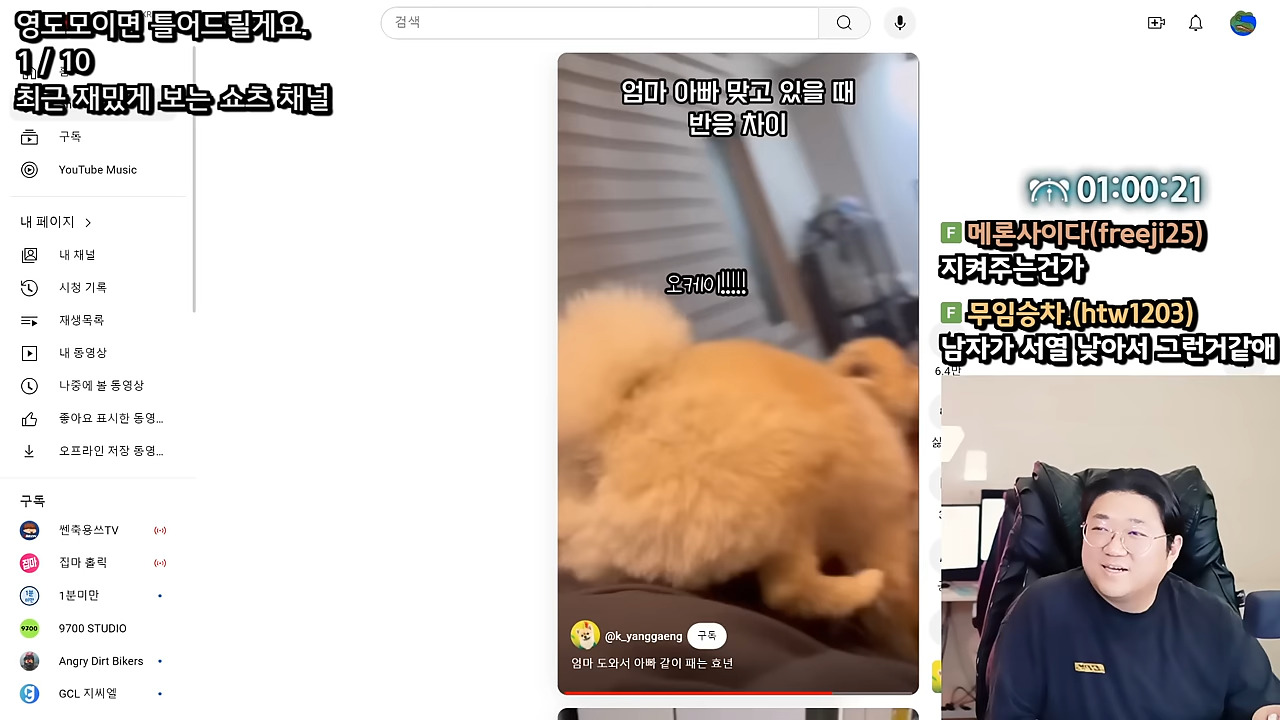 영도모이면 틀어드릴게요.
1 / 10
최근 재밌게 보는 쇼츠 채널
검색
구독
YouTube Music
내 페이지
내 채널
시청 기록
재생목록
내 동영상
나중에 볼 동영상
좋아요 표시한 동영...
오프라인 저장 동영...
구독
쎈축용쓰TV
집마 홀릭
1분미만
9700 STUDIO
Angry Dirt Bikers
GCL 지씨엘
엄마 아빠 맞고 있을 때
반응 차이
오케이!!!!!
@k_yanggaeng
구독
엄마 도와서 아빠 같이 패는 효년
01:00:21
F 메론사이다(freeji25)
지켜주는건가
F 무임승차.(htw1203)
남자가 서열 낮아서 그런거같애
6.4만